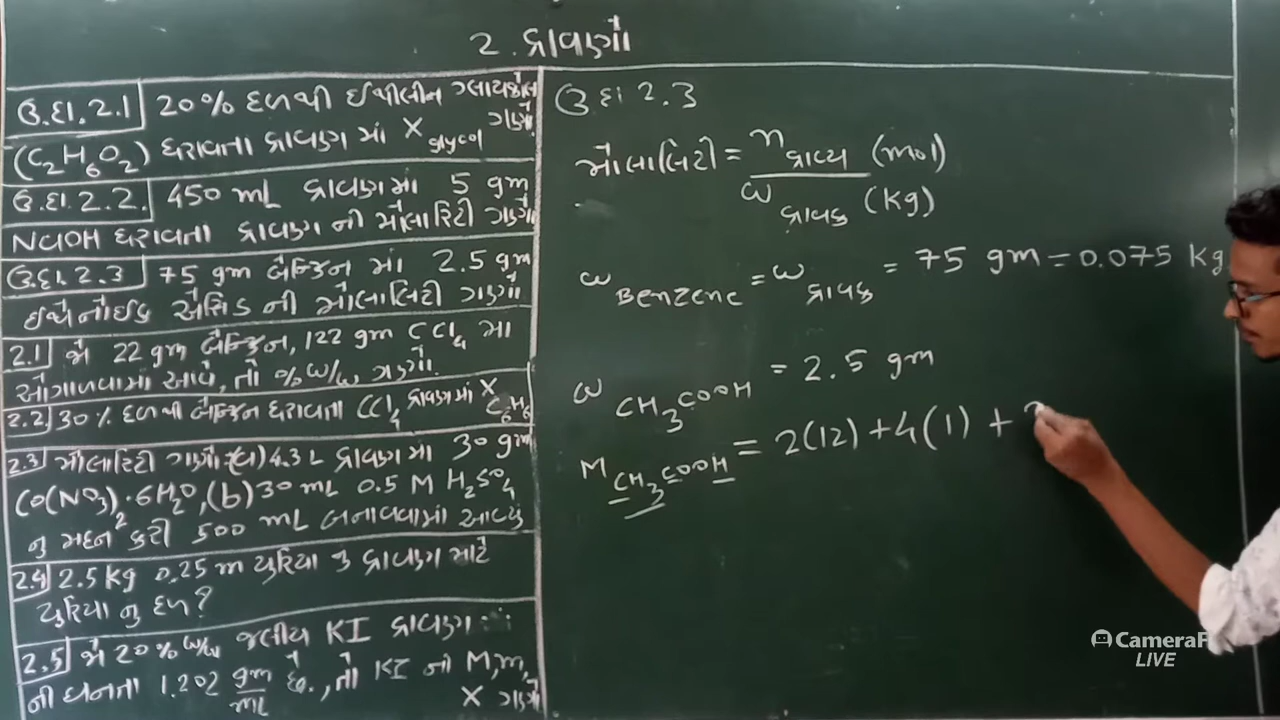 2. દ્રાવણો
ઉ.દા.2.1 20% દળથી ઈથીલીન ગ્લાયકોલ
(C₂H₆O₂) ધરાવતા દ્રાવણ માં X glycol ગણો
ઉ.દા.2.2. 450 mL દ્રાવણમાં 5 gm
NaOH ધરાવતા દ્રાવણ ની મોલારિટી ગણો
ઉ.દા.2.3 75 gm બેન્ઝિન માં 2.5 gm
ઈથેનોઈક એસિડ ની મોલાલિટી ગણો
2.1 જો 22 gm બેન્ઝિન, 122 gm CCl₄ મા
ઓગાળવામાં આવે, તો % w/w ગણો.
2.2 30% દળથી બેન્ઝિન ધરાવતા CCl₄ દ્રાવણમાં X C₆H₆
2.3 મોલારિટી ગણો: (a) 4.3 L દ્રાવણ માં 30 gm
Co(NO₃)₂·6H₂O, (b) 30 mL 0.5 M H₂SO₄
નુ મંદન કરી 500 mL બનાવવામાં આવ્યુ
2.4 2.5 kg 0.25 m યુરિયા નુ દ્રાવણ માટે
યુરિયા નુ દળ?
2.5 જો 20% w/w જલીય KI દ્રાવણ
ની ઘનતા 1.202 gm/mL છે., તો KI ની M, m,
X ગણો
ઉ.દા 2.3
મોલાલિટી = n દ્રાવ્ય (mol)
w દ્રાવક (kg)
w Benzene = w દ્રાવક = 75 gm = 0.075 kg
w CH₃COOH = 2.5 gm
M CH₃COOH = 2(12) + 4(1) +
CameraF
LIVE